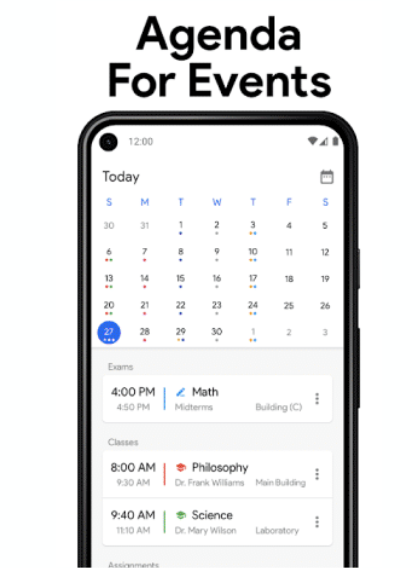 Agenda
For Events
12:00
Today
S M T W T F S
30 31 1 2 3 4 5
6 7 8 9 10 11 12
13 14 15 16 17 18 19
20 21 22 23 24 25 26
27 28 29 30 1 2 3
Exams
4:00 PM Math
4:50 PM Midterms Building (C)
Classes
8:00 AM Philosophy
9:30 AM Dr. Frank Williams Main Building
9:40 AM Science
11:10 AM Dr. Mary Wilson Laboratory
Assignments